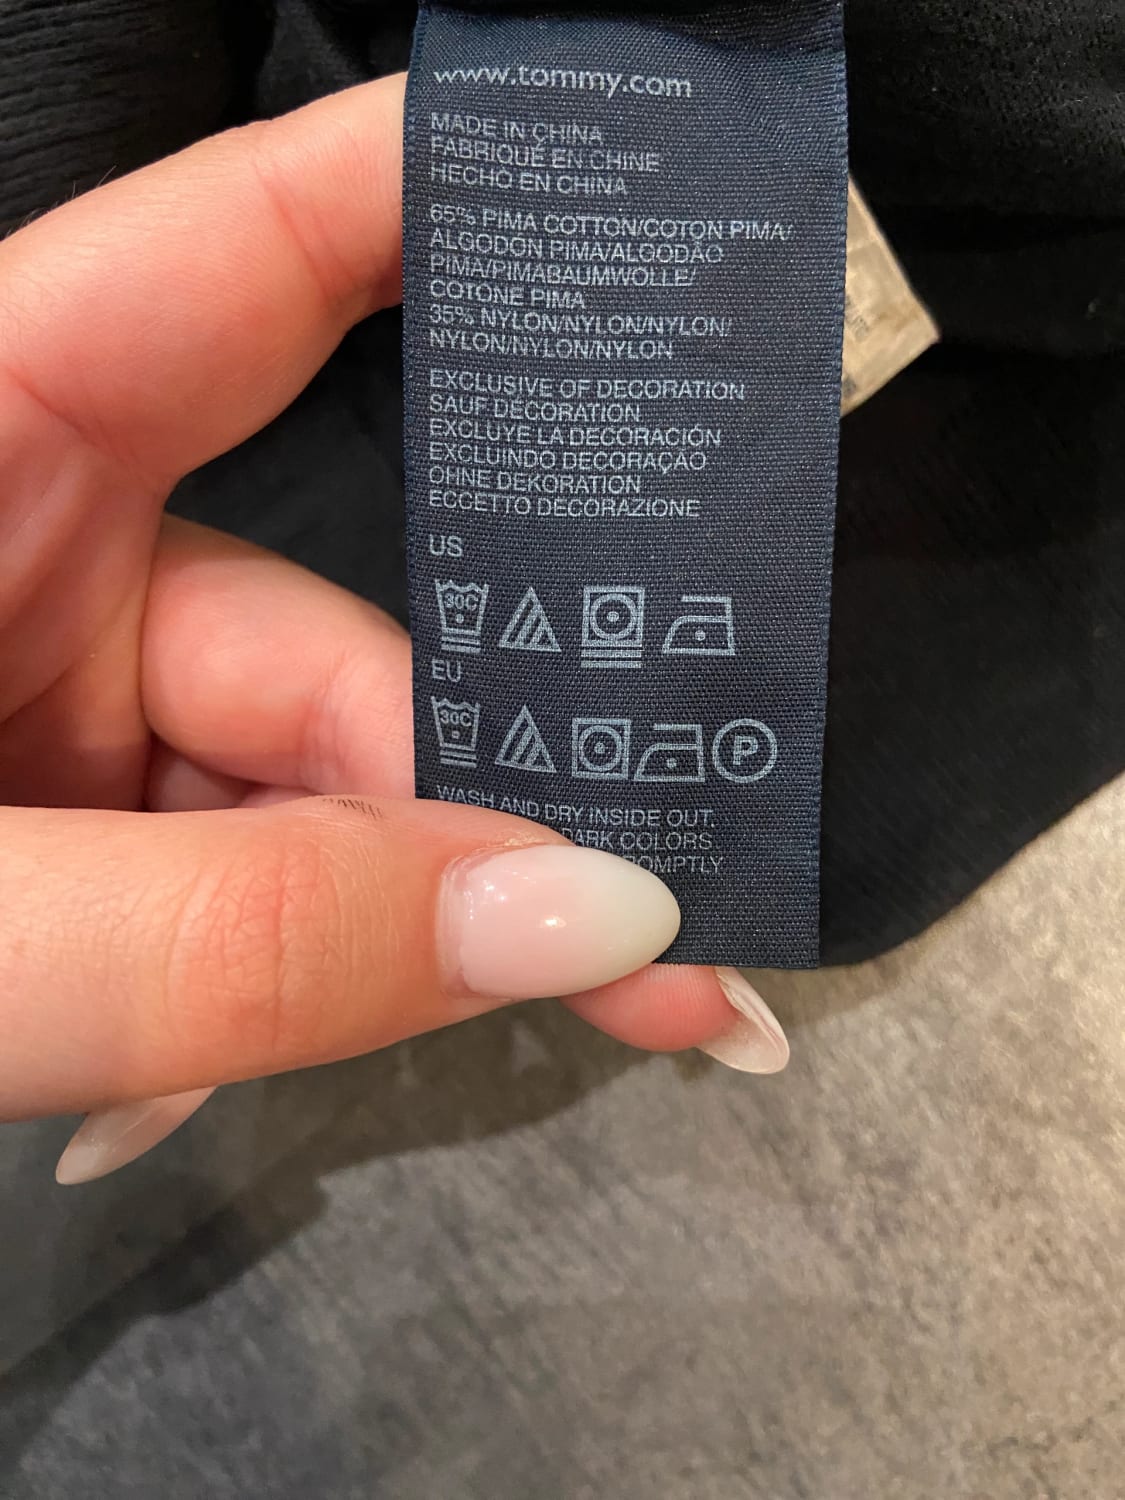 www.tommy.com
MADE IN CHINA
FABRIQUÉ EN CHINE
HECHO EN CHINA
65% PIMA COTTON/COTON PIMA/
ALGODON PIMA/ALGODÃO
PIMA/PIMABAUMWOLLE/
COTONE PIMA
35% NYLON/NYLON/NYLON/
NYLON/NYLON/NYLON
EXCLUSIVE OF DECORATION
SAUF DÉCORATION
EXCLUYE LA DECORACIÓN
EXCLUINDO DECORAÇÃO
OHNE DEKORATION
ECCETTO DECORAZIONE
US
30C
EU
30C P
WASH AND DRY INSIDE OUT.
DARK COLORS